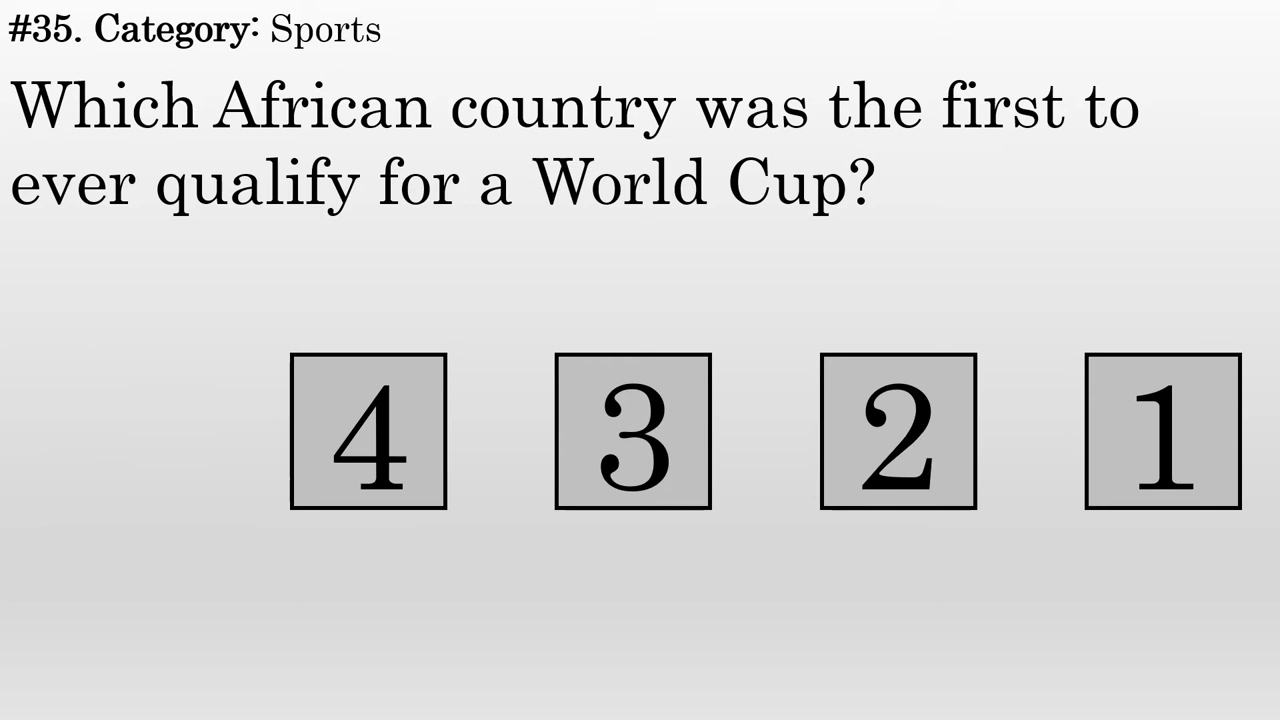 #35. Category: Sports
Which African country was the first to
ever qualify for a World Cup?
4 3 2 1